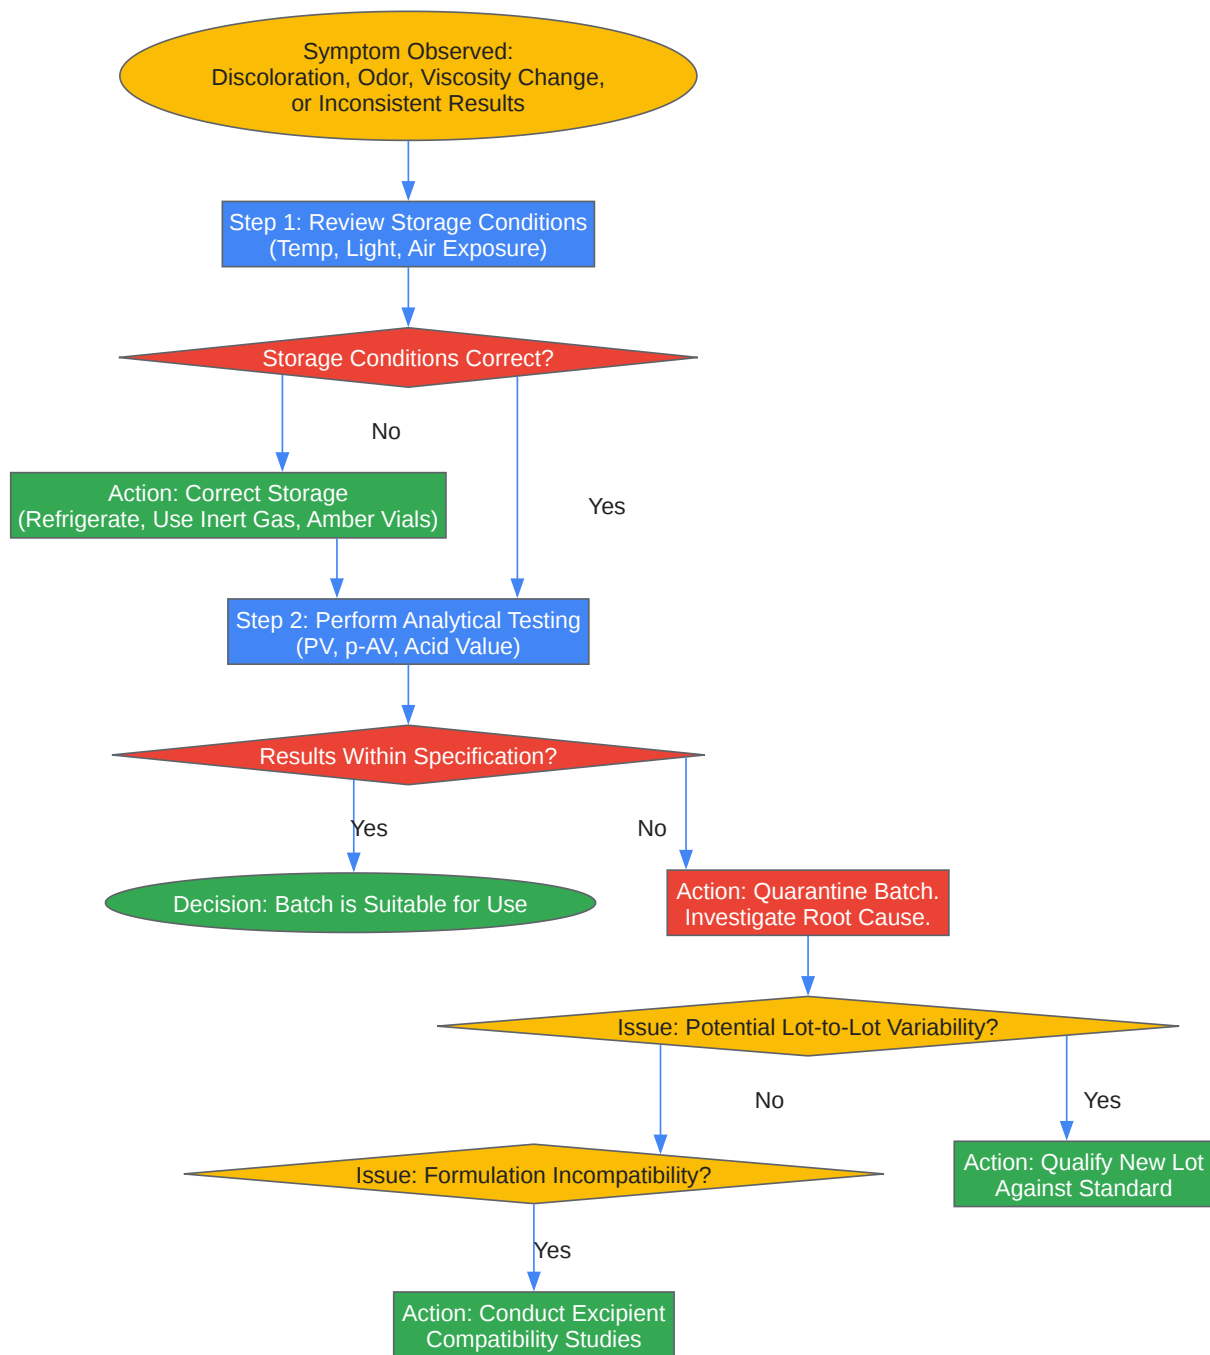 Symptom Observed:
Discoloration, Odor, Viscosity Change,
or Inconsistent Results
Step 1: Review Storage Conditions
(Temp, Light, Air Exposure)
Storage Conditions Correct?
No
Action: Correct Storage
(Refrigerate, Use Inert Gas, Amber Vials)
Yes
Step 2: Perform Analytical Testing
(PV, p-AV, Acid Value)
Results Within Specification?
Yes
No
Decision: Batch is Suitable for Use
Action: Quarantine Batch.
Investigate Root Cause.
Issue: Potential Lot-to-Lot Variability?
No
Yes
Action: Qualify New Lot
Against Standard
Issue: Formulation Incompatibility?
Yes
Action: Conduct Excipient
Compatibility Studies